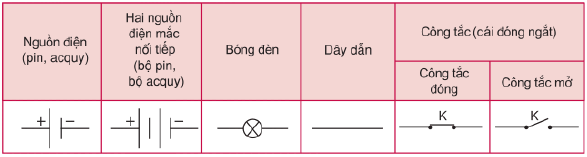 Nguồn điện
(pin, acquy)
Hai nguồn
điện mắc
nối tiếp
(bộ pin,
bộ acquy)
Bóng đèn
Dây dẫn
Công tắc (cái đóng ngắt)
Công tắc
đóng
Công tắc mở
+ −
+ −
K
K